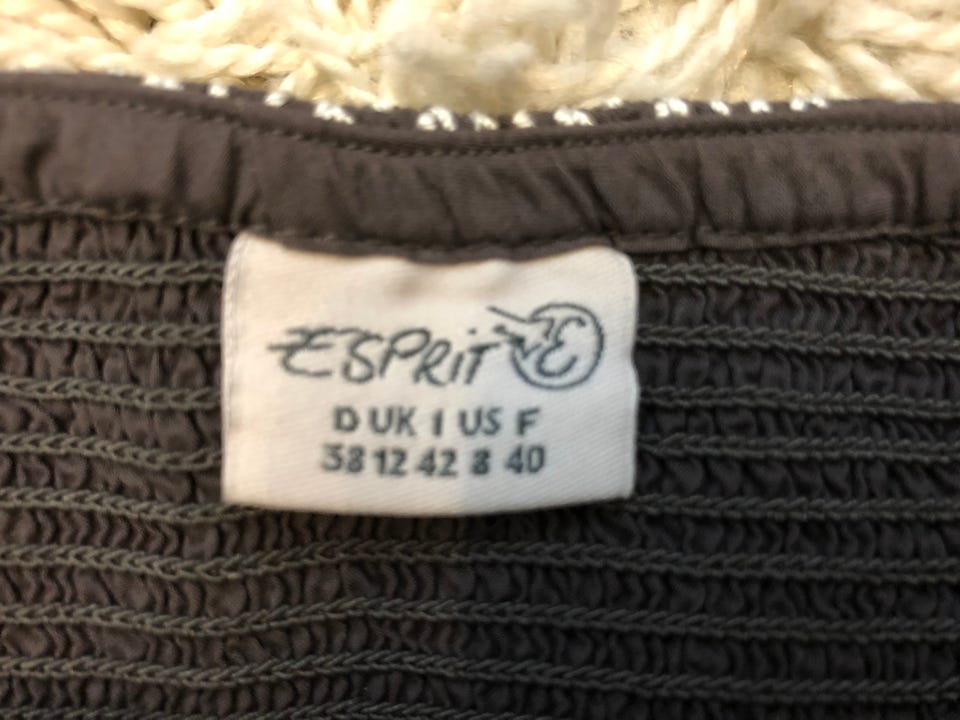 ESPRIT E
D UK I US F
38 12 42 8 40